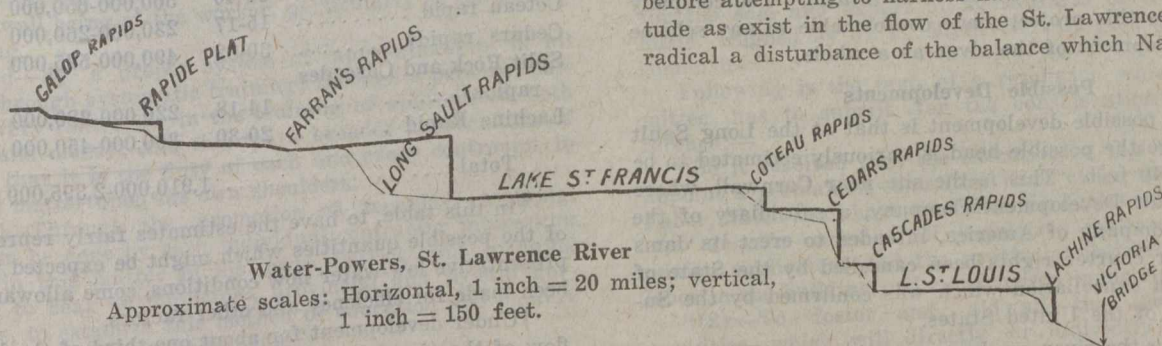 before attempting to harness
tude as exist in the flow of the St. Lawrence
radical a disturbance of the balance which Na
GALOP RAPIDS
RAPIDE PLAT
FARRAN'S RAPIDS
LONG SAULT RAPIDS
LAKE ST FRANCIS
COTEAU RAPIDS
CEDARS RAPIDS
CASCADES RAPIDS
L. ST LOUIS
LACHINE RAPIDS
VICTORIA
BRIDGE
Water-Powers, St. Lawrence River
Approximate scales: Horizontal, 1 inch = 20 miles; vertical,
1 inch = 150 feet.